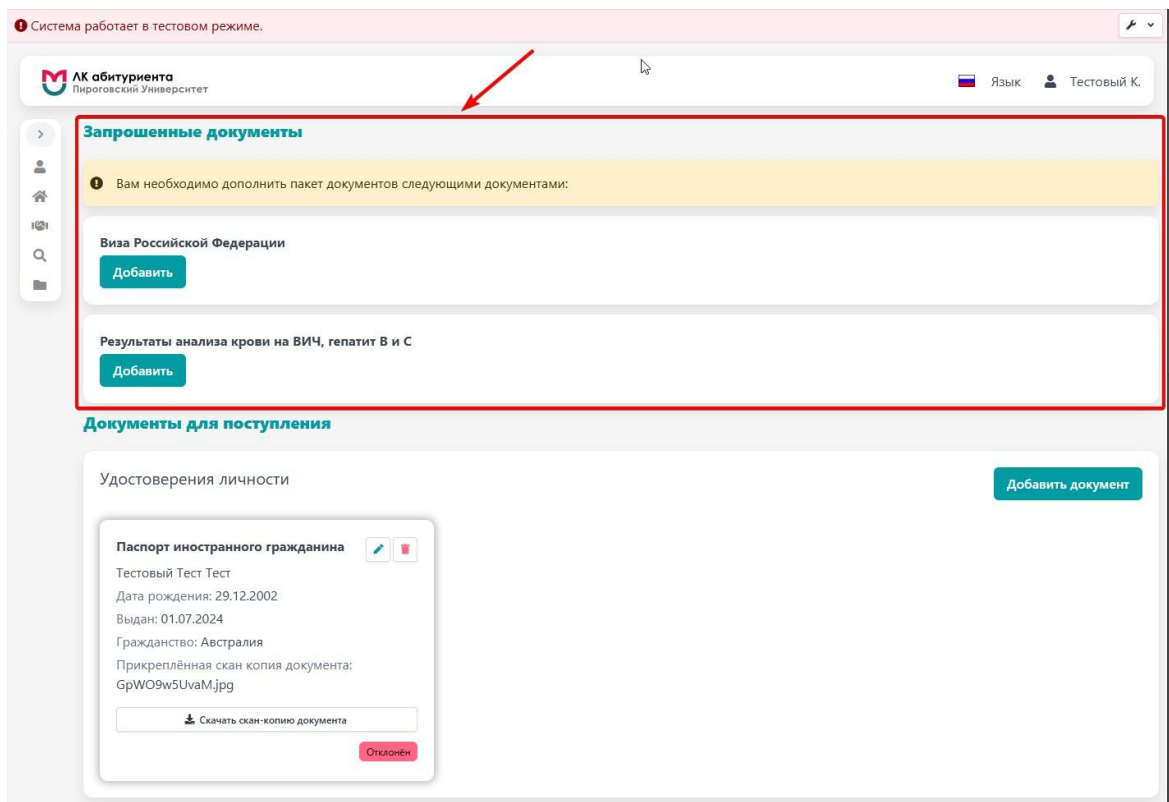 Система работает в тестовом режиме.
ЛК абитуриента
Пироговский Университет
Язык
Тестовый К.
Запрошенные документы
Вам необходимо дополнить пакет документов следующими документами:
Виза Российской Федерации
Добавить
Результаты анализа крови на ВИЧ, гепатит В и С
Добавить
Документы для поступления
Удостоверения личности
Добавить документ
Паспорт иностранного гражданина
Тестовый Тест Тест
Дата рождения: 29.12.2002
Выдан: 01.07.2024
Гражданство: Австралия
Прикреплённая скан копия документа:
GpWO9w5UvaM.jpg
Скачать скан-копию документа
Отклонён